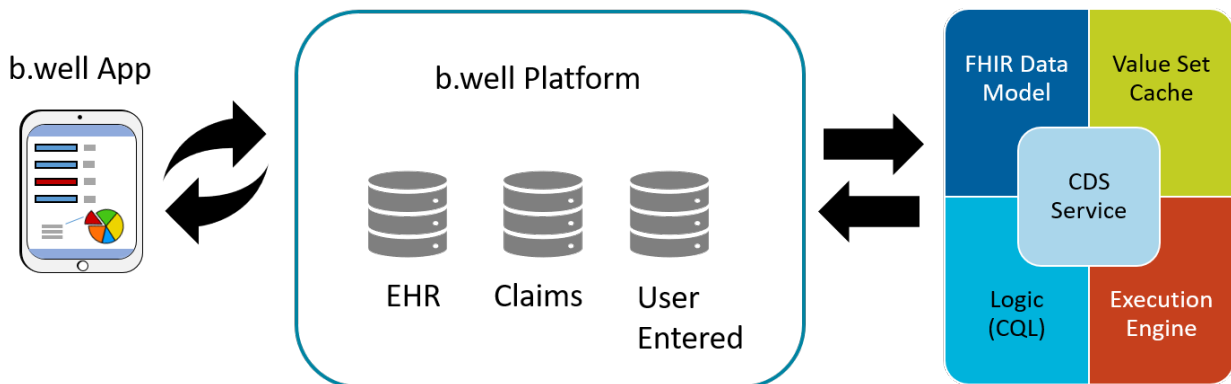 b.well App
b.well Platform
EHR
Claims
User
Entered
FHIR Data
Model
Value Set
Cache
CDS
Service
Logic
(CQL)
Execution
Engine